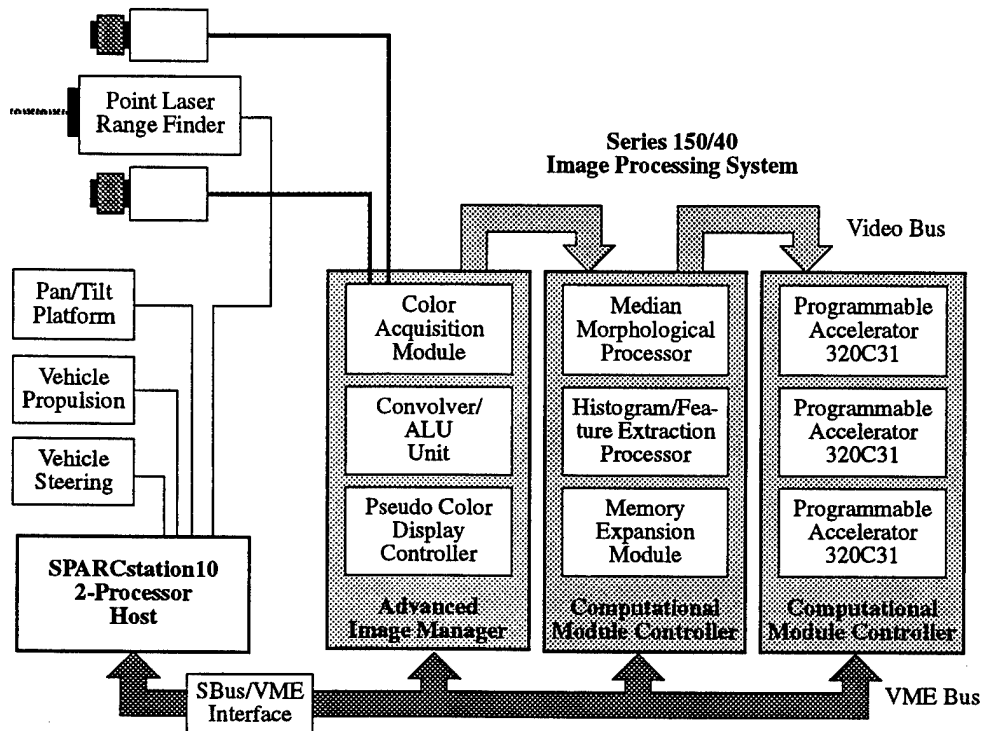 Point Laser
Range Finder
Series 150/40
Image Processing System
Video Bus
Pan/Tilt
Platform
Vehicle
Propulsion
Vehicle
Steering
SPARCstation10
2-Processor
Host
Color
Acquisition
Module
Convolver/
ALU
Unit
Pseudo Color
Display
Controller
Advanced
Image Manager
Median
Morphological
Processor
Histogram/Fea-
ture Extraction
Processor
Memory
Expansion
Module
Computational
Module Controller
Programmable
Accelerator
320C31
Programmable
Accelerator
320C31
Programmable
Accelerator
320C31
Computational
Module Controller
SBus/VME
Interface
VME Bus